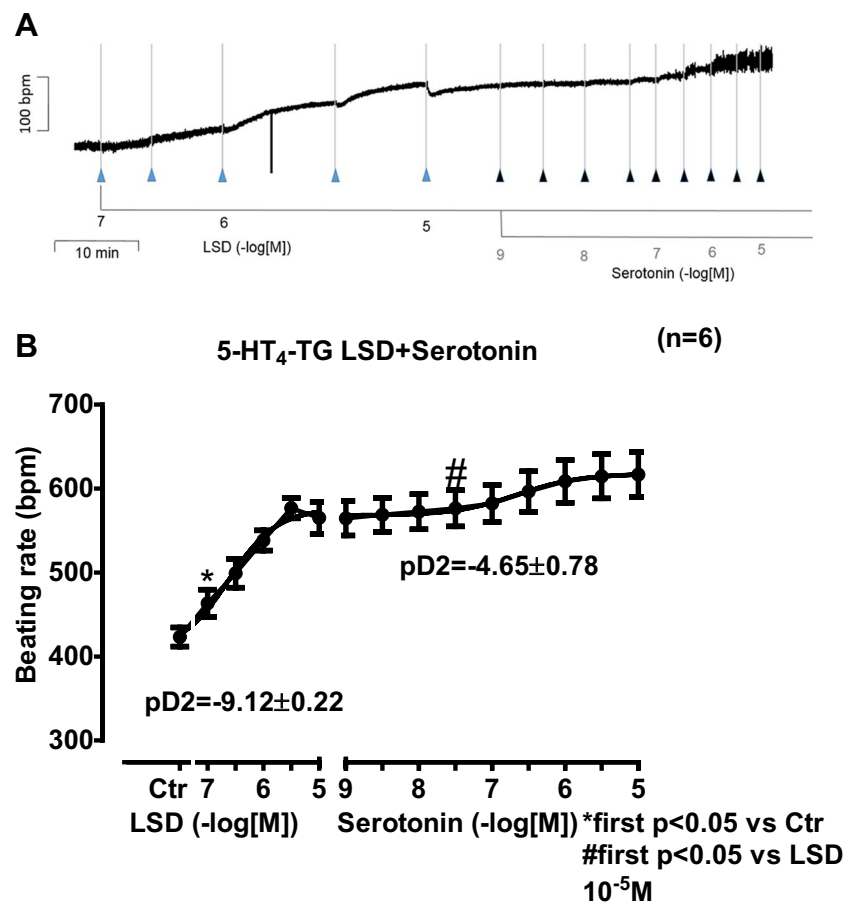 A
100 bpm
7 6 5
10 min LSD (-log[M])
9 8 7 6 5
Serotonin (-log[M])
B
5-HT₄-TG LSD+Serotonin (n=6)
Beating rate (bpm)
700
600
500
400
300
*
#
pD2=-4.65±0.78
pD2=-9.12±0.22
Ctr 7 6 5 9 8 7 6 5
LSD (-log[M]) Serotonin (-log[M]) *first p<0.05 vs Ctr
#first p<0.05 vs LSD
10⁻⁵M